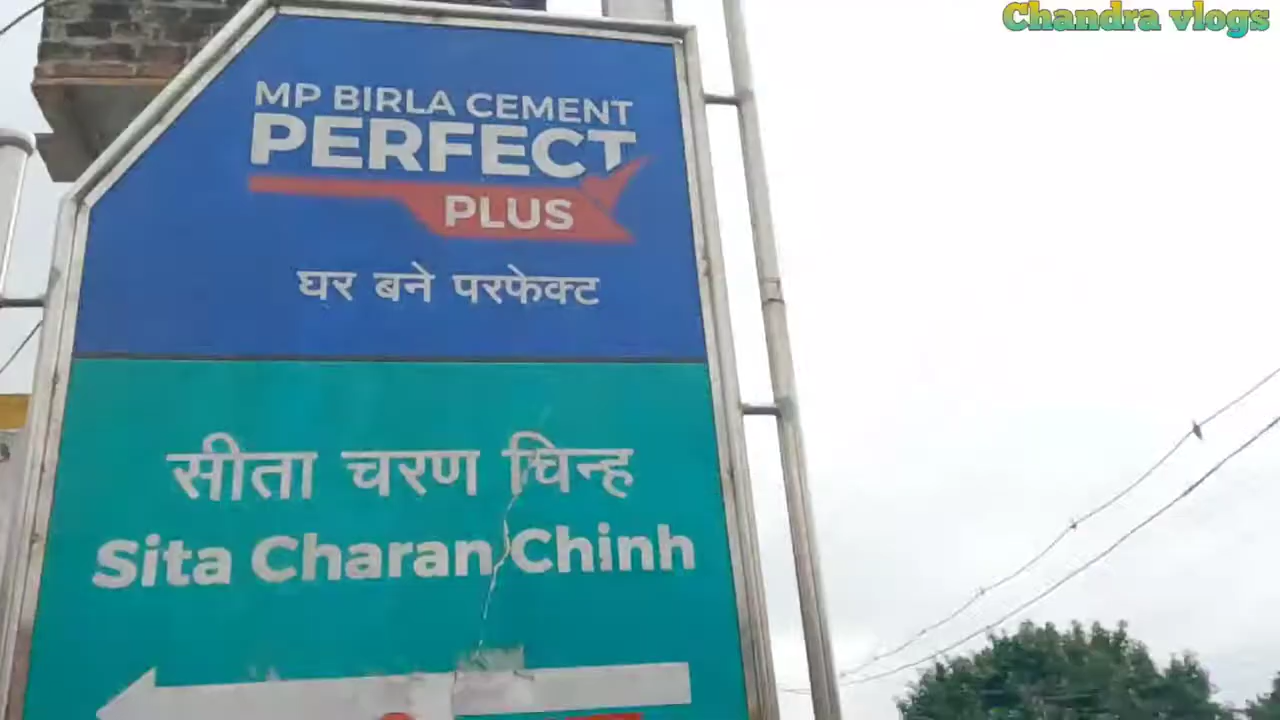 Chandra vlogs
MP BIRLA CEMENT
PERFECT
PLUS
घर बने परफेक्ट
सीता चरण चिन्ह
Sita Charan Chinh